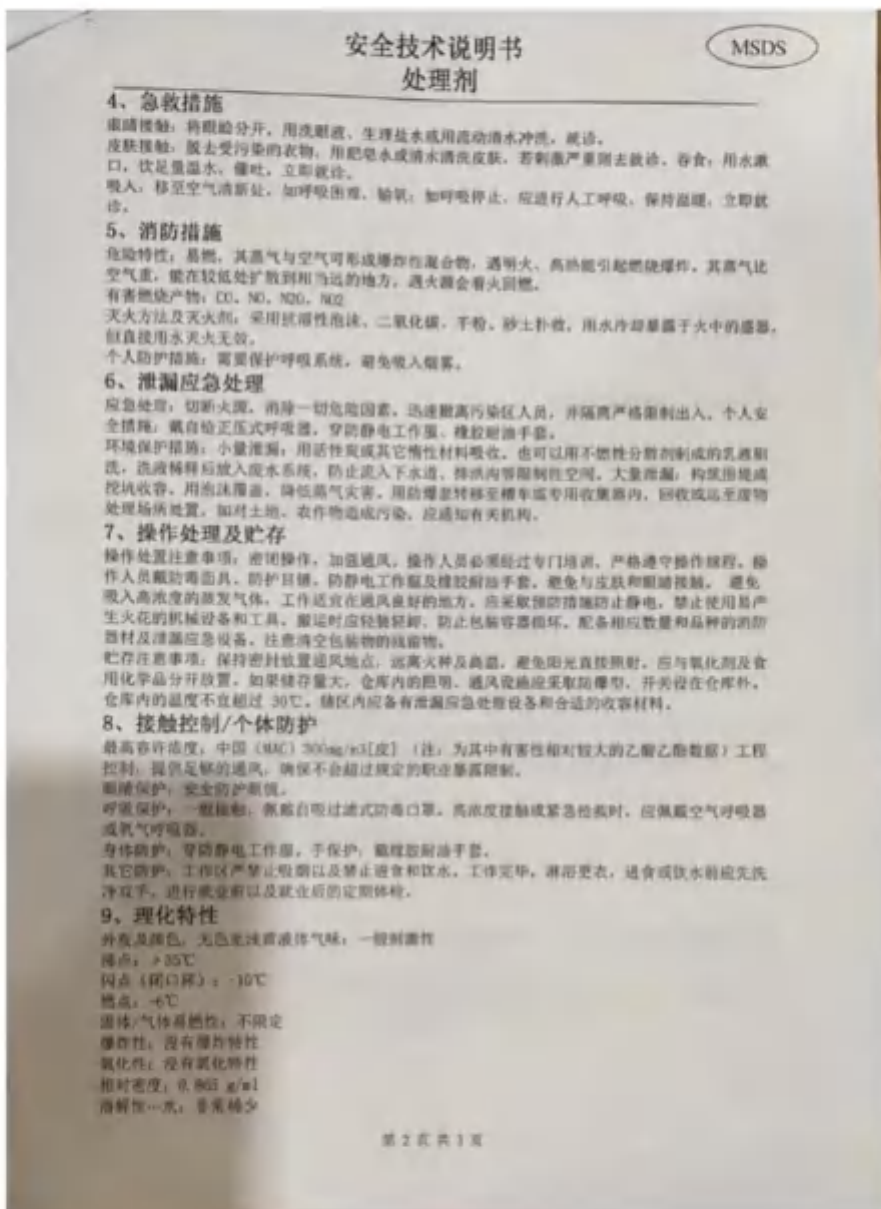 安全技术说明书
MSDS
处理剂
4、急救措施
眼睛接触：将眼睑分开，用洗眼液、生理盐水或用流动清水冲洗，就诊。
皮肤接触：脱去受污染的衣物，用肥皂水或清水清洗皮肤，若刺激严重则去就诊。吞食：用水漱
口，饮足量温水，催吐，立即就诊。
吸入：移至空气清新处，如呼吸困难，输氧；如呼吸停止，应进行人工呼吸，保持温暖，立即就
诊。
5、消防措施
危险特性：易燃，其蒸气与空气可形成爆炸性混合物，遇明火、高热能引起燃烧爆炸。其蒸气比
空气重，能在较低处扩散到相当远的地方，遇火源会着火回燃。
有害燃烧产物：CO、NO、N2O、NO2
灭火方法及灭火剂：采用抗溶性泡沫、二氧化碳、干粉、砂土扑救，用水冷却暴露于火中的盛器，
但直接用水灭火无效。
个人防护措施：需要保护呼吸系统，避免吸入烟雾。
6、泄漏应急处理
应急处理：切断火源，消除一切危险因素，迅速撤离污染区人员，并隔离严格限制出入。个人安
全措施：戴自给正压式呼吸器，穿防静电工作服、橡胶耐油手套。
环境保护措施：小量泄漏：用活性炭或其它惰性材料吸收。也可以用不燃性分散剂制成的乳液刷
洗，洗液稀释后放入废水系统，防止流入下水道、排洪沟等限制性空间。大量泄漏：构筑围堤或
挖坑收容，用泡沫覆盖，降低蒸气灾害。用防爆泵转移至槽车或专用收集器内，回收或运至废物
处理场所处置。如对土地、农作物造成污染，应通知有关机构。
7、操作处理及贮存
操作处置注意事项：密闭操作，加强通风。操作人员必须经过专门培训，严格遵守操作规程。操
作人员戴防毒面具、防护目镜、防静电工作服及橡胶耐油手套，避免与皮肤和眼睛接触。 避免
吸入高浓度的蒸发气体，工作适宜在通风良好的地方。应采取预防措施防止静电，禁止使用易产
生火花的机械设备和工具。搬运时应轻装轻卸，防止包装容器损坏。配备相应数量和品种的消防
器材及泄漏应急设备。注意清空包装物的残留物。
贮存注意事项：保持密封放置通风地点，远离火种及高温，避免阳光直接照射。应与氧化剂及食
用化学品分开放置。如果储存量大，仓库内的照明、通风设施应采取防爆型，开关设在仓库外。
仓库内的温度不宜超过 30℃。储区内应备有泄漏应急处理设备和合适的收容材料。
8、接触控制/个体防护
最高容许浓度：中国（MAC）300mg/m3[皮]（注：为其中有害性相对较大的乙酸乙酯数据）工程
控制：提供足够的通风，确保不会超过规定的职业暴露限制。
眼睛保护：安全防护眼镜。
呼吸保护：一般接触，佩戴自吸过滤式防毒口罩。高浓度接触或紧急抢救时，应佩戴空气呼吸器
或氧气呼吸器。
身体防护：穿防静电工作服。手保护：戴橡胶耐油手套。
其它防护：工作区严禁止吸烟以及禁止进食和饮水。工作完毕，淋浴更衣，进食或饮水前应先洗
净双手。进行就业前以及就业后的定期体检。
9、理化特性
外观及颜色：无色至浅黄液体气味：一般刺激性
沸点：>35℃
闪点（闭口杯）：-10℃
燃点：-6℃
固体/气体易燃性：不限定
爆炸性：没有爆炸特性
氧化性：没有氧化特性
相对密度：0.865 g/ml
溶解性--水：非常稀少
第 2 页 共 3 页